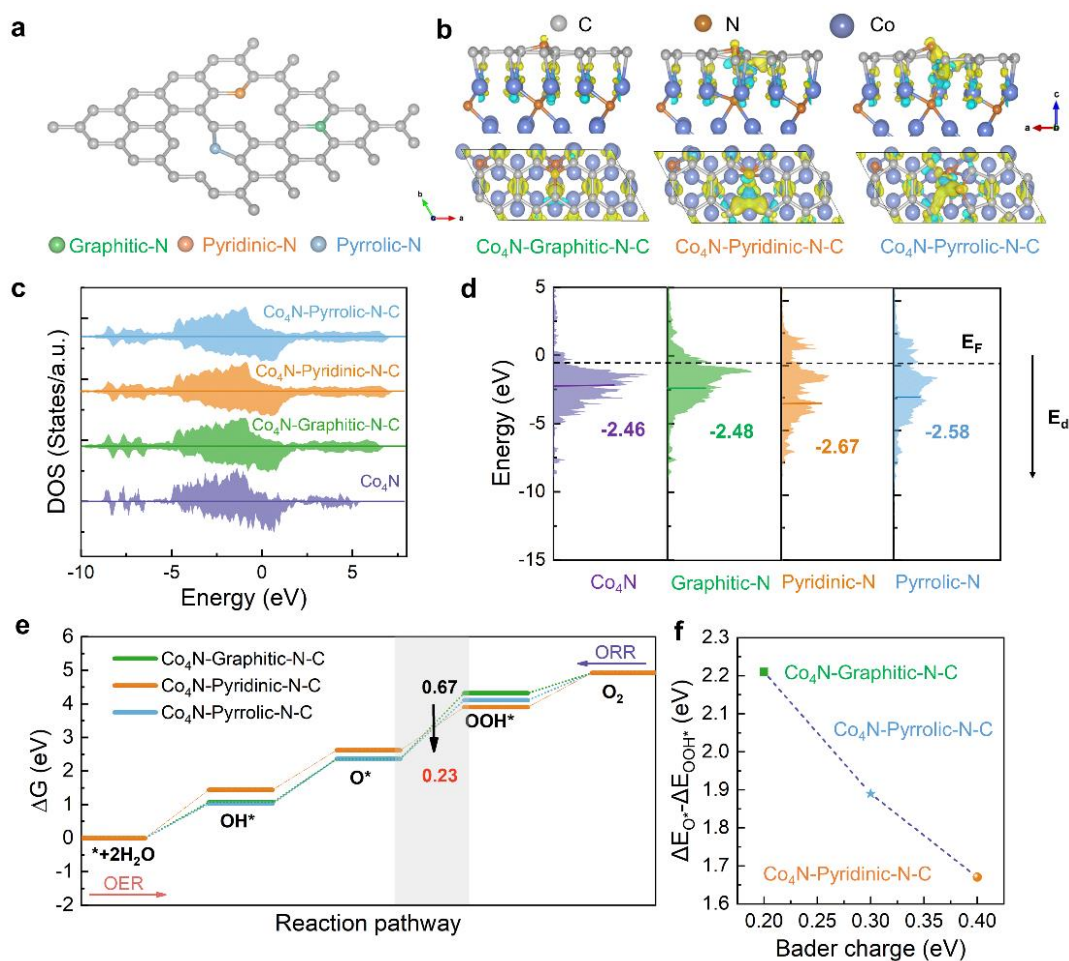 a
Graphitic-N Pyridinic-N Pyrrolic-N
b
C N Co
c
a
b
a
Co₄N-Graphitic-N-C Co₄N-Pyridinic-N-C Co₄N-Pyrrolic-N-C
c
DOS (States/a.u.)
Co₄N-Pyrrolic-N-C
Co₄N-Pyridinic-N-C
Co₄N-Graphitic-N-C
Co₄N
-10 -5 0 5
Energy (eV)
d
Energy (eV)
5
0
-5
-10
-15
E_F
E_d
-2.46 -2.48 -2.67 -2.58
Co₄N Graphitic-N Pyridinic-N Pyrrolic-N
e
ΔG (eV)
6
5
4
3
2
1
0
-1
-2
Co₄N-Graphitic-N-C
Co₄N-Pyridinic-N-C
Co₄N-Pyrrolic-N-C
ORR
0.67
0.23
O₂
OOH*
O*
OH*
*+2H₂O
OER
Reaction pathway
f
ΔE_O*-ΔE_OOH* (eV)
2.3
2.2
2.1
2.0
1.9
1.8
1.7
1.6
Co₄N-Graphitic-N-C
Co₄N-Pyrrolic-N-C
Co₄N-Pyridinic-N-C
0.20 0.25 0.30 0.35 0.40
Bader charge (eV)